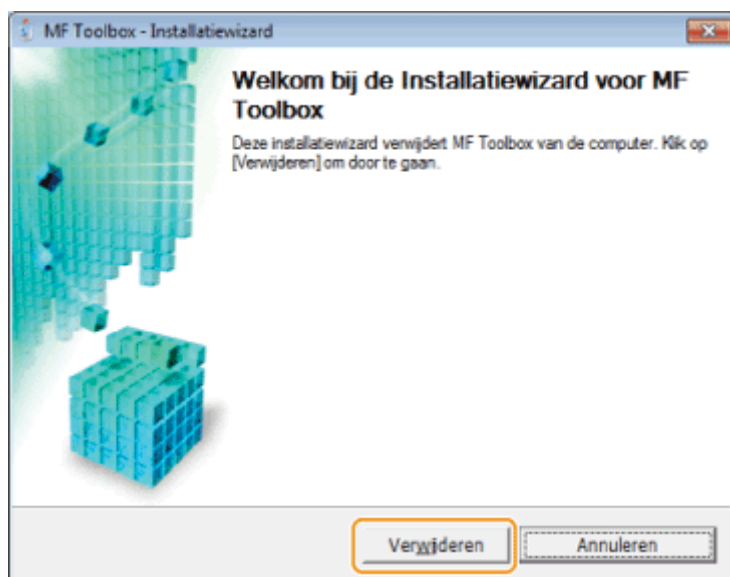 MF Toolbox - Installatiewizard
Welkom bij de Installatiewizard voor MF
Toolbox
Deze installatiewizard verwijdert MF Toolbox van de computer. Klik op
[Verwijderen] om door te gaan.
Verwijderen
Annuleren